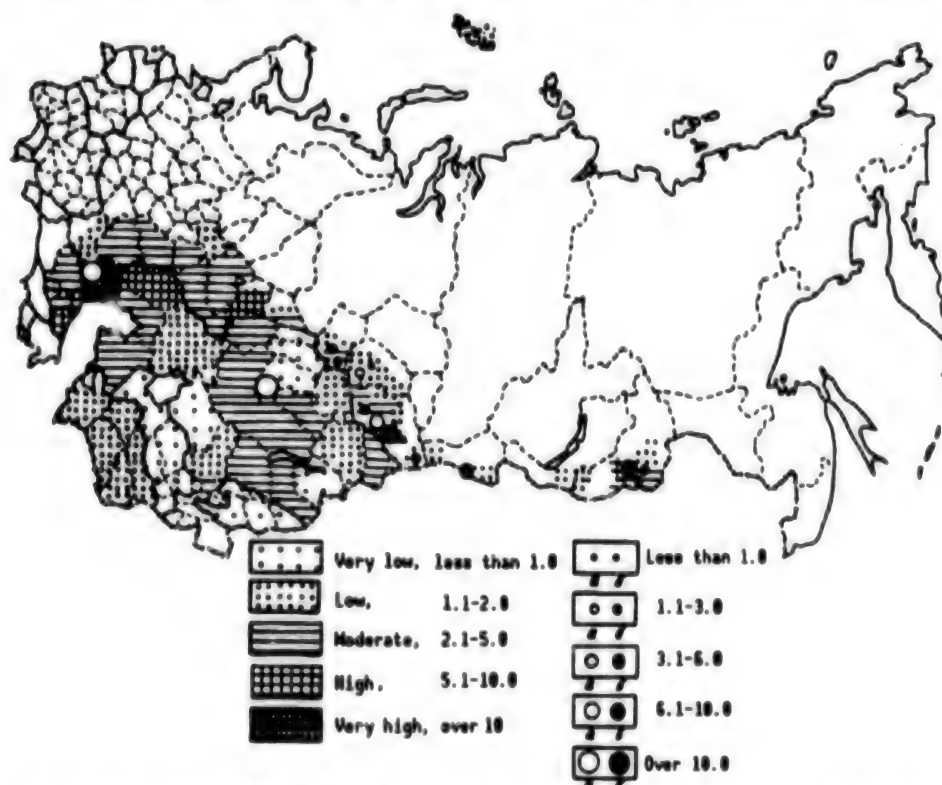 Very low, less than 1.0
Low, 1.1-2.0
Moderate, 2.1-5.0
High, 5.1-10.0
Very high, over 10
Less than 1.0
1.1-3.0
3.1-6.0
6.1-10.0
Over 10.0